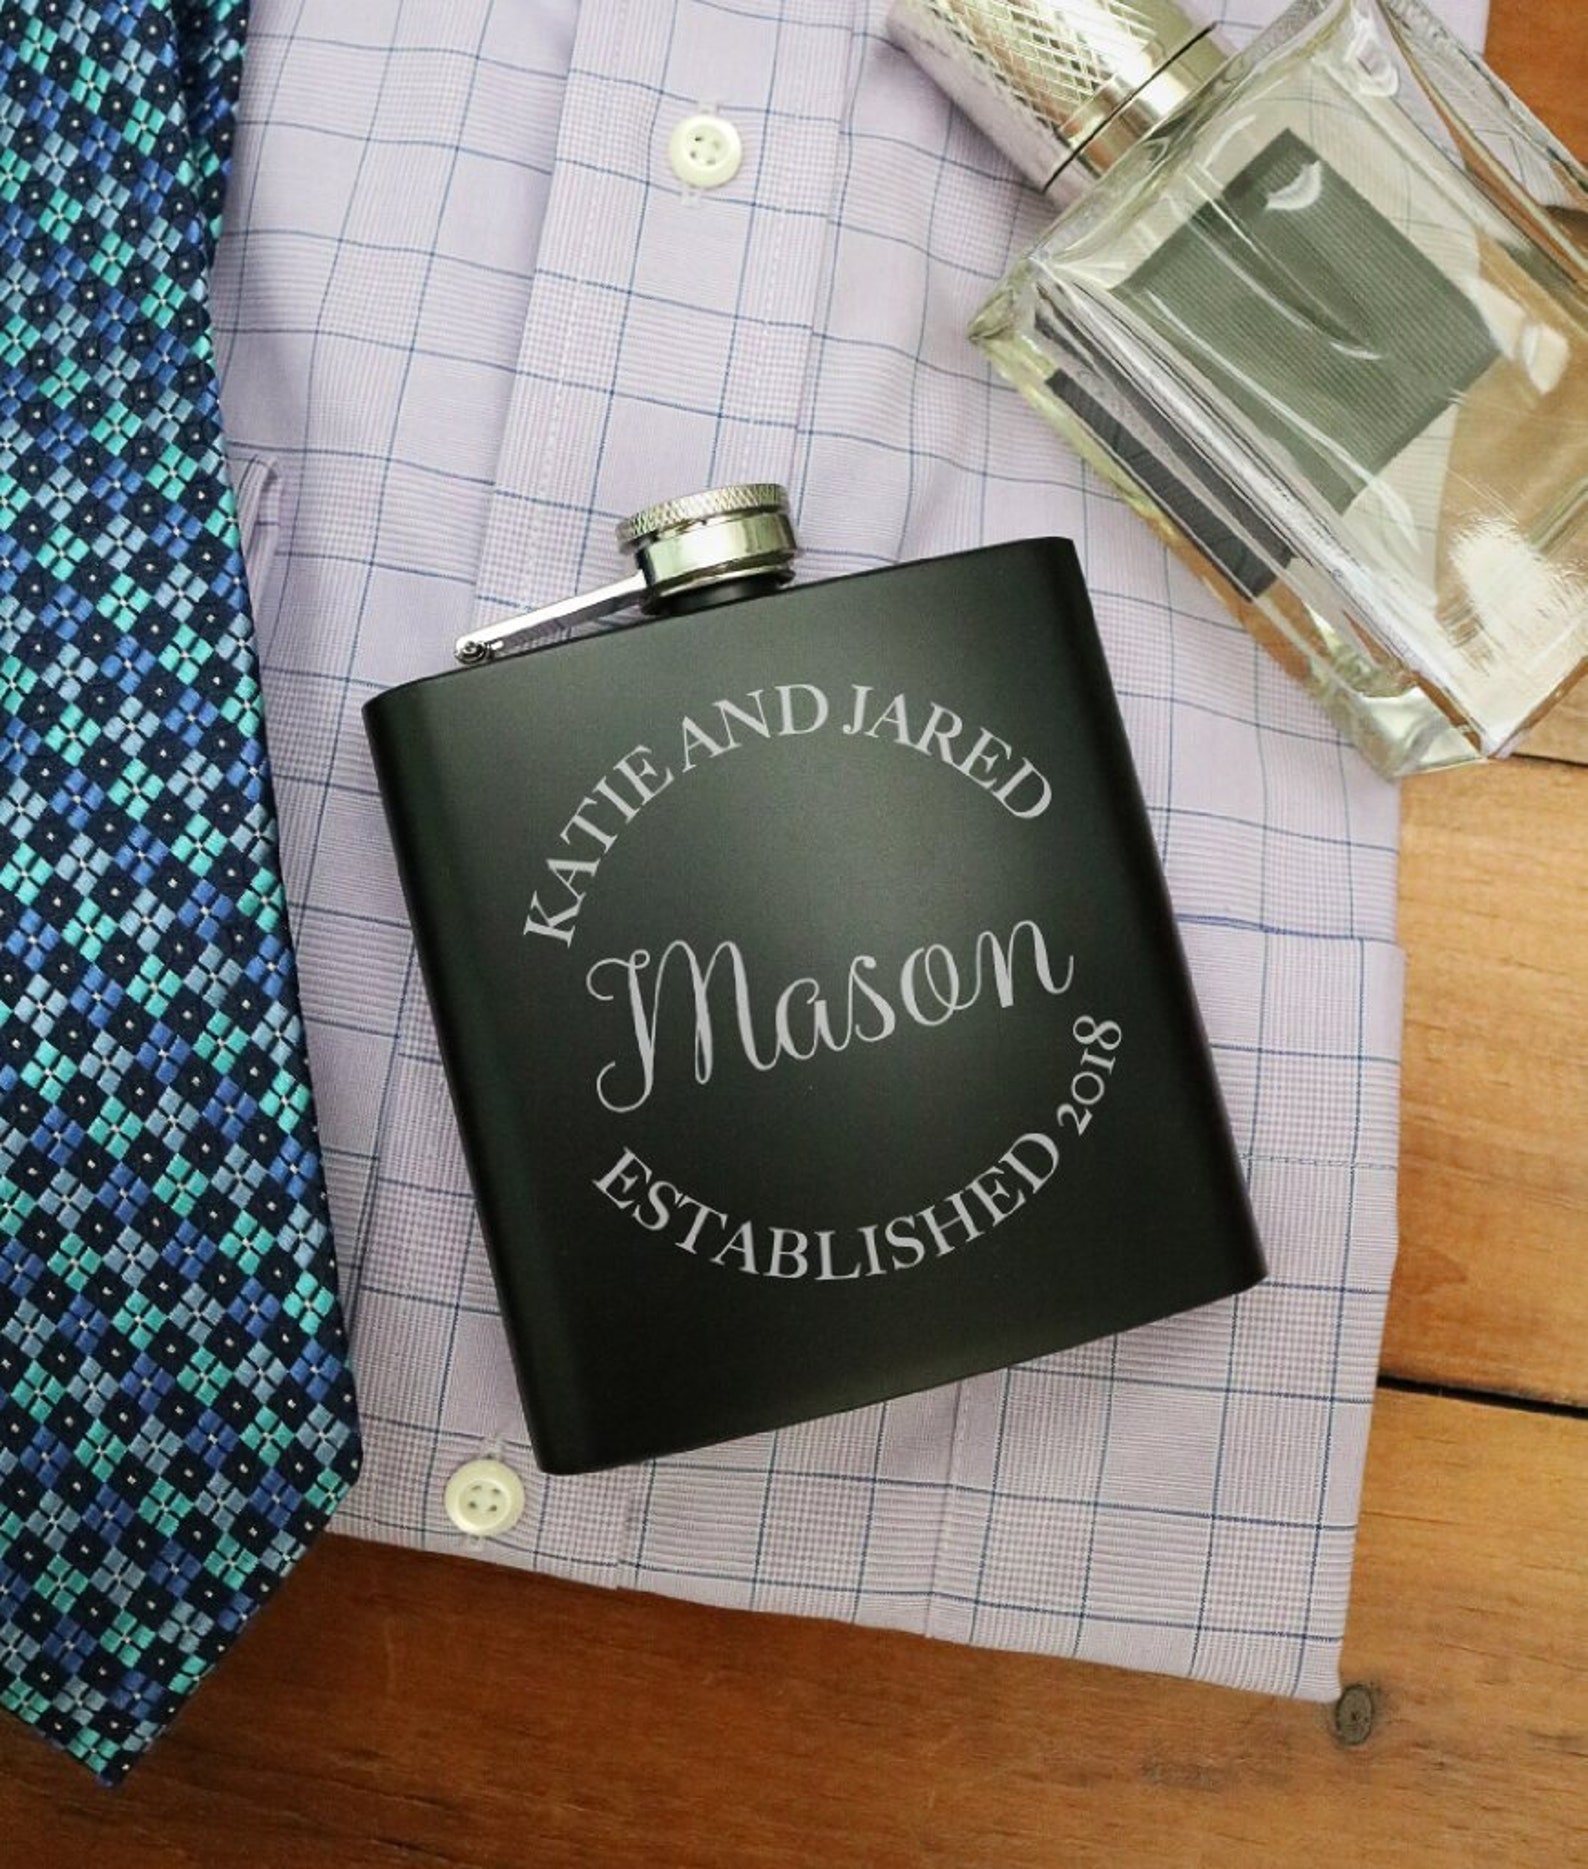 KATIE AND JARED
Mason
ESTABLISHED 2018